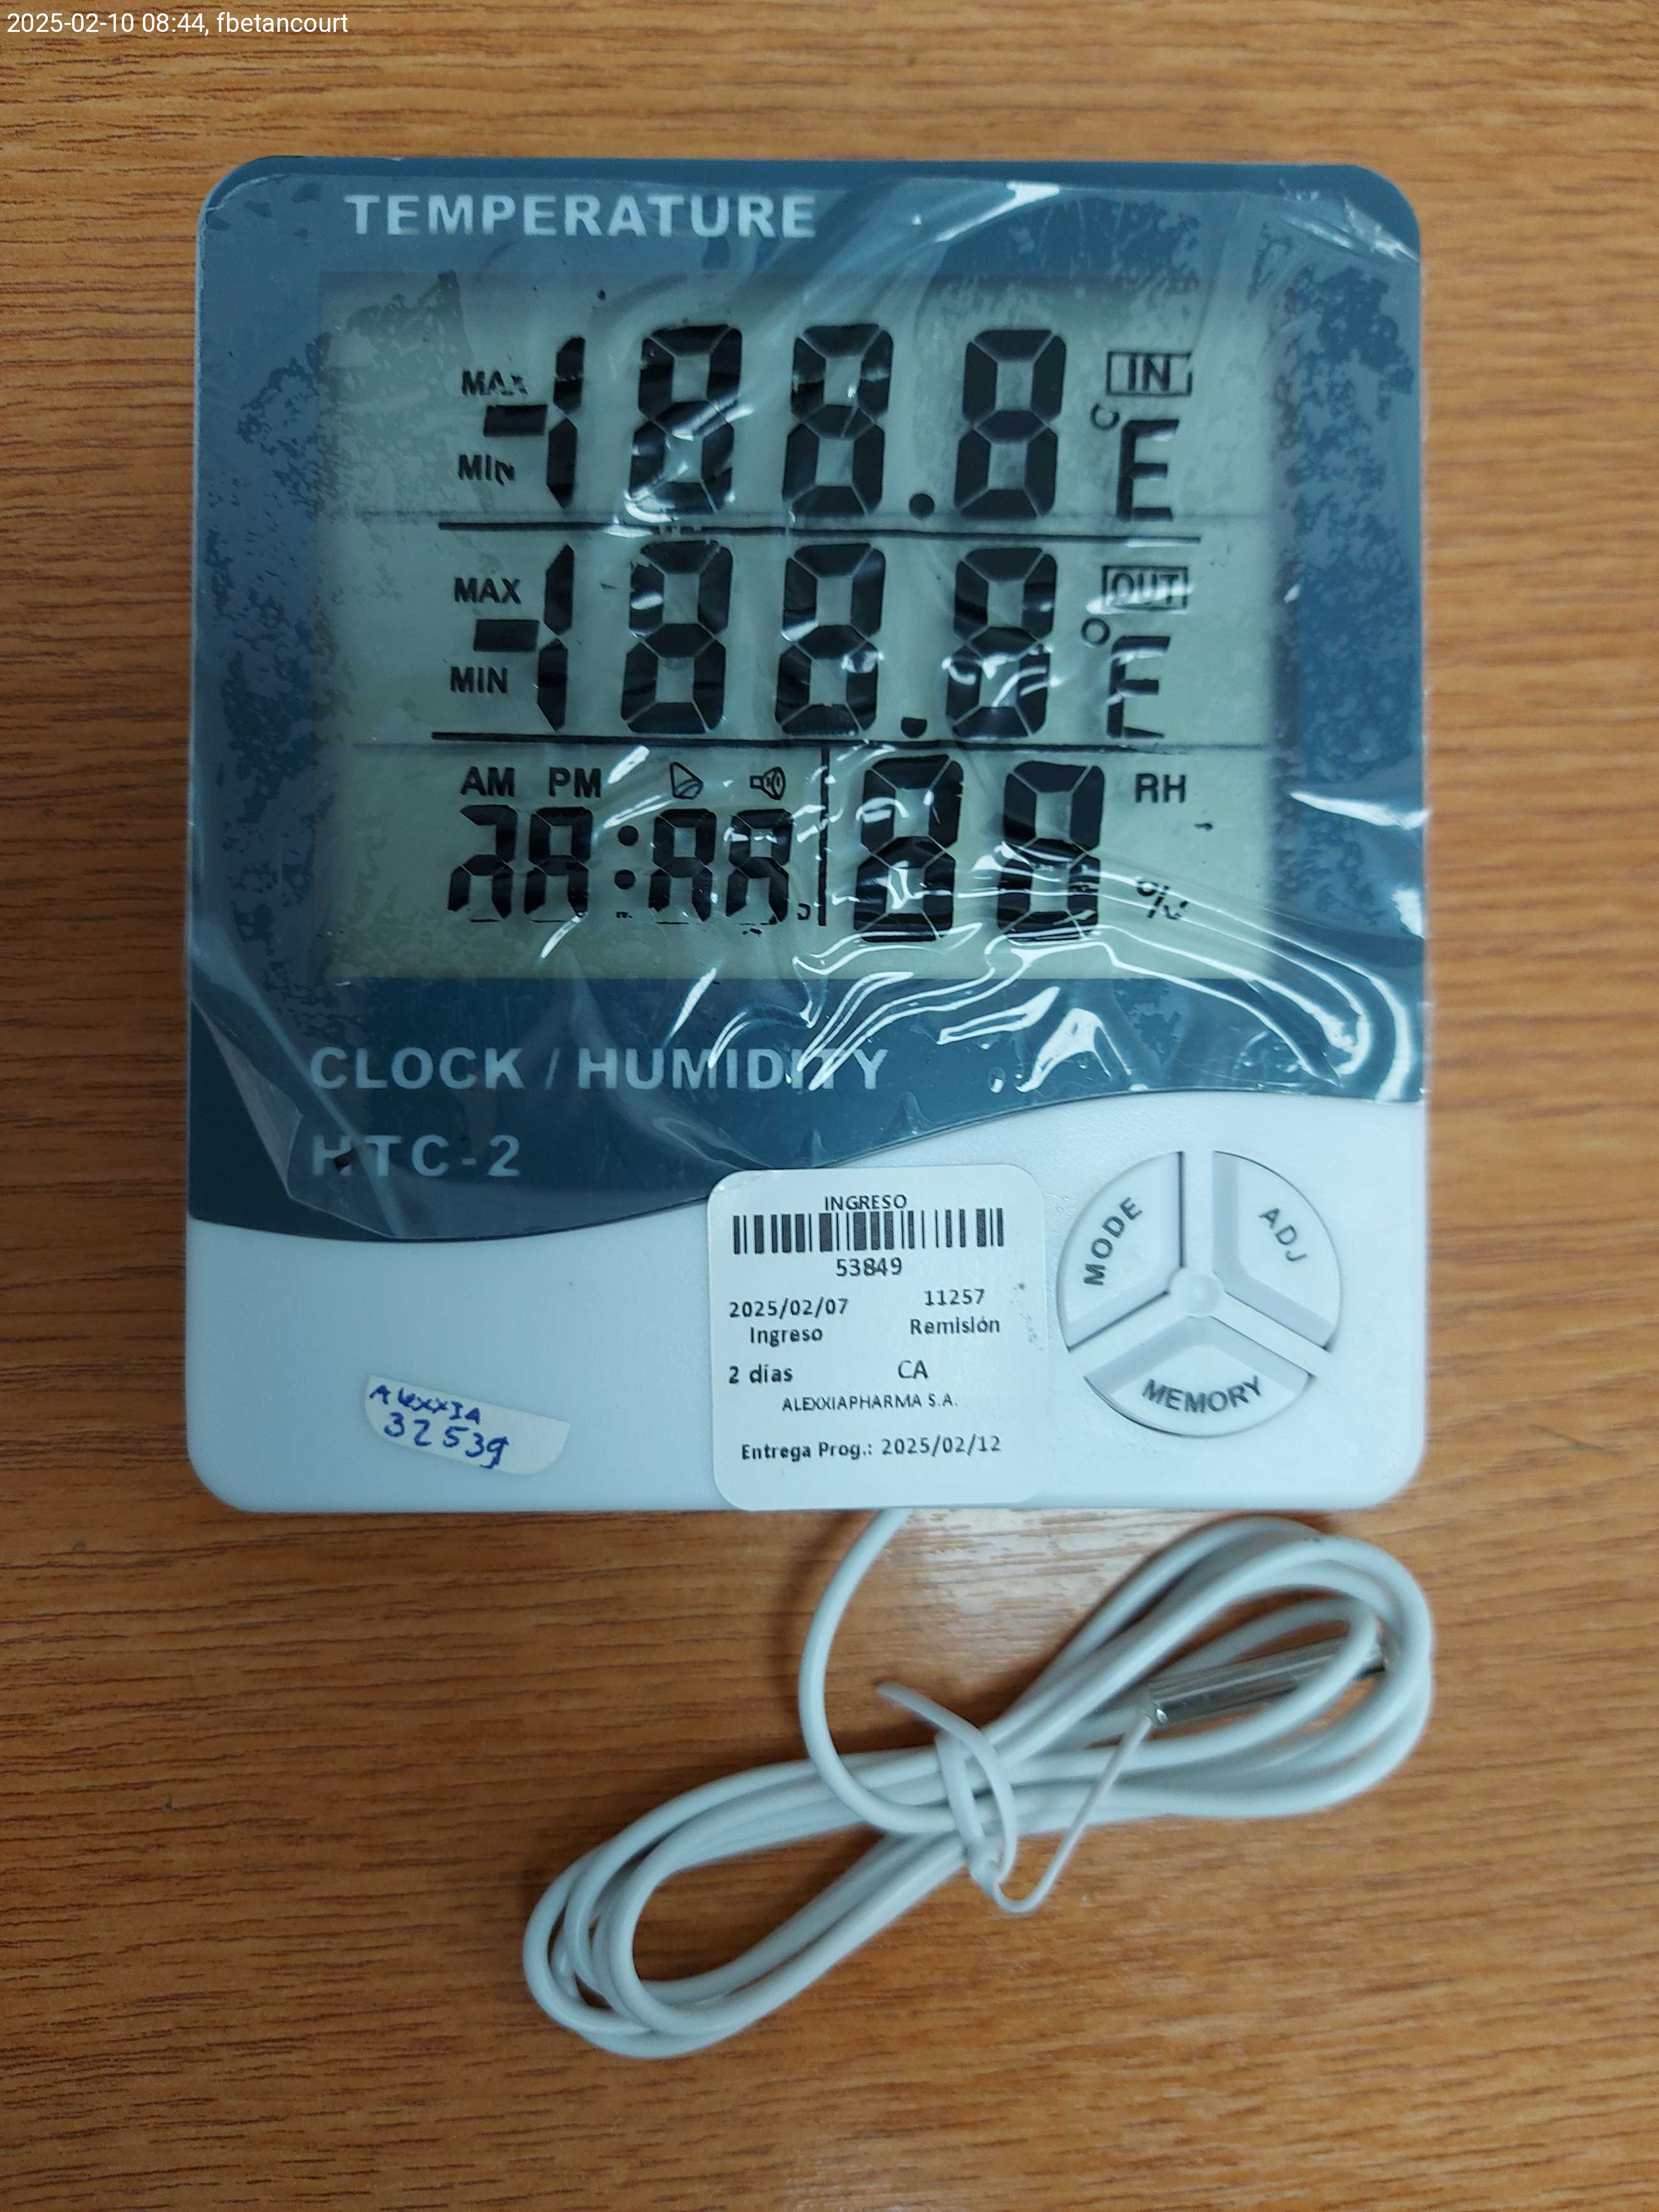 2025-02-10 08:44, fbetancourt
TEMPERATURE
MAX
-188.8
IN
MIN
°F
MAX
-188.8
OUT
MIN
°F
AM PM
RH
88
%
CLOCK / HUMIDITY
HTC-2
INGRESO
53849
2025/02/07 11257
Ingreso Remisión
2 días CA
ALEXXIAPHARMA S.A.
Entrega Prog.: 2025/02/12
MODE
ADJ
MEMORY
ALEXXIA
32539